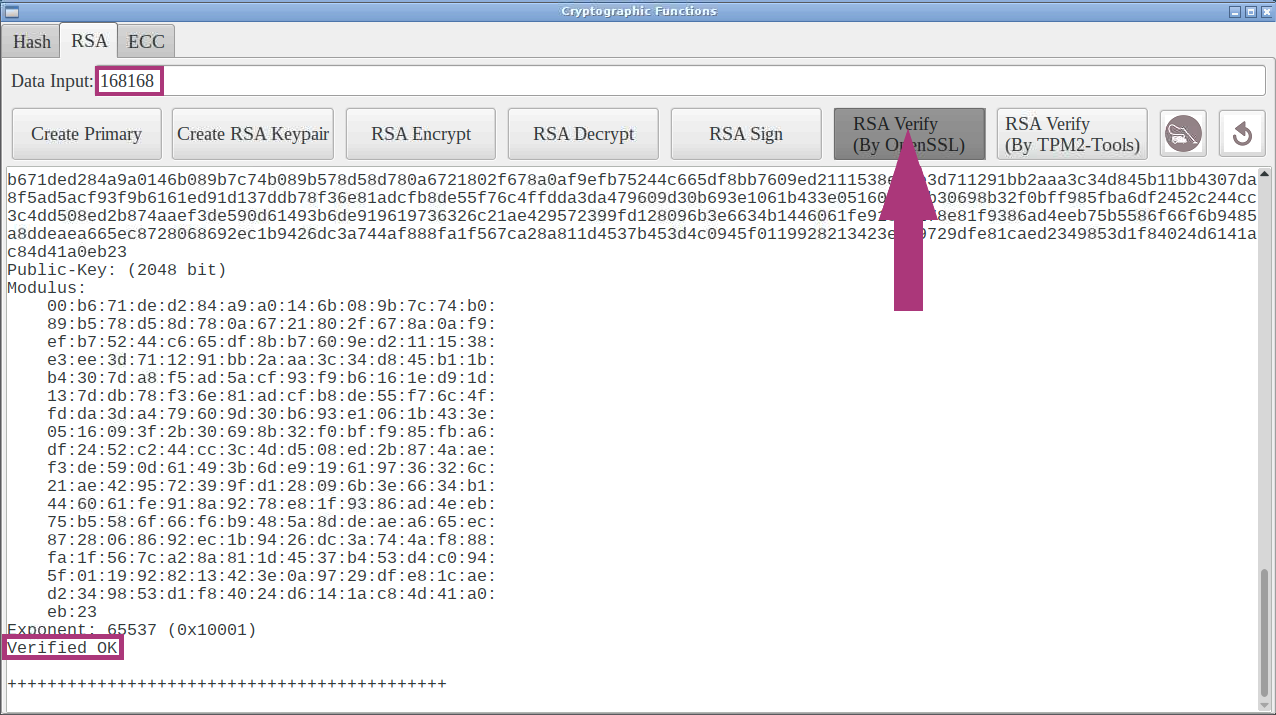 Cryptographic Functions
Hash RSA ECC
Data Input: 168168
Create Primary Create RSA Keypair RSA Encrypt RSA Decrypt RSA Sign RSA Verify (By OpenSSL) RSA Verify (By TPM2-Tools)
b671ded284a9a0146b089b7c74b089b578d58d780a6721802f678a0af9efb75244c665df8bb7609ed2111538e 3d711291bb2aaa3c34d845b11bb4307da
8f5ad5acf93f9b6161ed91d137ddb78f36e81adcfb8de55f76c4ffdda3da479609d30b693e1061b433e05160 b30698b32f0bff985fba6df2452c244cc
3c4dd508ed2b874aaef3de590d61493b6de919619736326c21ae429572399fd128096b3e6634b1446061fe9 8e81f9386ad4eeb75b5586f66f6b9485
a8ddeaea665ec8728068692ec1b9426dc3a744af888fa1f567ca28a811d4537b453d4c0945f0119928213423e 9729dfe81caed2349853d1f84024d6141a
c84d41a0eb23
Public-Key: (2048 bit)
Modulus:
00:b6:71:de:d2:84:a9:a0:14:6b:08:9b:7c:74:b0:
89:b5:78:d5:8d:78:0a:67:21:80:2f:67:8a:0a:f9:
ef:b7:52:44:c6:65:df:8b:b7:60:9e:d2:11:15:38:
e3:ee:3d:71:12:91:bb:2a:aa:3c:34:d8:45:b1:1b:
b4:30:7d:a8:f5:ad:5a:cf:93:f9:b6:16:1e:d9:1d:
13:7d:db:78:f3:6e:81:ad:cf:b8:de:55:f7:6c:4f:
fd:da:3d:a4:79:60:9d:30:b6:93:e1:06:1b:43:3e:
05:16:09:3f:2b:30:69:8b:32:f0:bf:f9:85:fb:a6:
df:24:52:c2:44:cc:3c:4d:d5:08:ed:2b:87:4a:ae:
f3:de:59:0d:61:49:3b:6d:e9:19:61:97:36:32:6c:
21:ae:42:95:72:39:9f:d1:28:09:6b:3e:66:34:b1:
44:60:61:fe:91:8a:92:78:e8:1f:93:86:ad:4e:eb:
75:b5:58:6f:66:f6:b9:48:5a:8d:de:ae:a6:65:ec:
87:28:06:86:92:ec:1b:94:26:dc:3a:74:4a:f8:88:
fa:1f:56:7c:a2:8a:81:1d:45:37:b4:53:d4:c0:94:
5f:01:19:92:82:13:42:3e:0a:97:29:df:e8:1c:ae:
d2:34:98:53:d1:f8:40:24:d6:14:1a:c8:4d:41:a0:
eb:23
Exponent: 65537 (0x10001)
Verified OK
++++++++++++++++++++++++++++++++++++++++++++